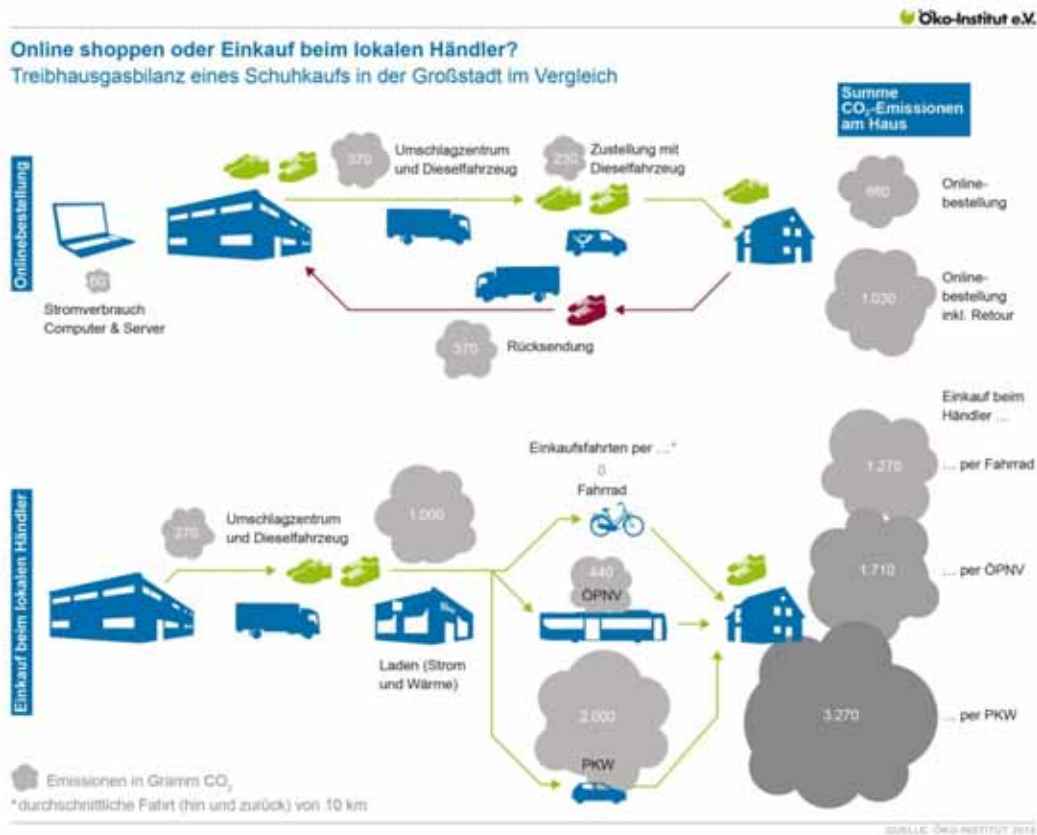 Öko-Institut e.V.
Online shoppen oder Einkauf beim lokalen Händler?
Treibhausgasbilanz eines Schuhkaufs in der Großstadt im Vergleich
Summe
CO₂-Emissionen
am Haus
Onlinebestellung
370
Umschlagzentrum
und Dieselfahrzeug
230
Zustellung mit
Dieselfahrzeug
660
Online-
bestellung
60
Stromverbrauch
Computer & Server
1.030
Online-
bestellung
inkl. Retour
370
Rücksendung
Einkauf beim
Händler ...
Einkauf beim lokalen Händler
270
Umschlagzentrum
und Dieselfahrzeug
1.000
Laden (Strom
und Wärme)
Einkaufsfahrten per ...*
0
Fahrrad
440
ÖPNV
2.000
PKW
1.270
... per Fahrrad
1.710
... per ÖPNV
3.270
... per PKW
Emissionen in Gramm CO₂
*durchschnittliche Fahrt (hin und zurück) von 10 km
QUELLE: ÖKO-INSTITUT